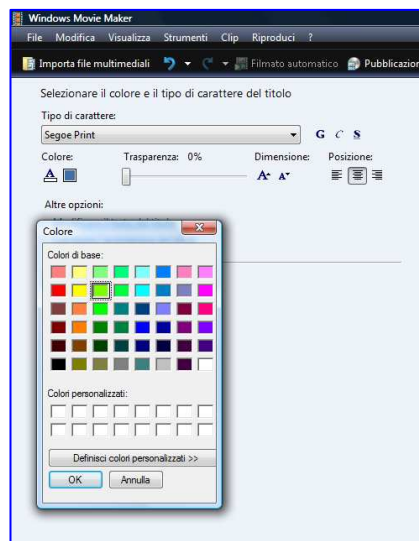 Windows Movie Maker
File Modifica Visualizza Strumenti Clip Riproduci ?
Importa file multimediali Filmato automatico Pubblicazion
Selezionare il colore e il tipo di carattere del titolo
Tipo di carattere:
Segoe Print G C S
Colore: Trasparenza: 0% Dimensione: Posizione:
A A A
Altre opzioni:
Colore
Colori di base:
Colori personalizzati:
Definisci colori personalizzati >>
OK Annulla